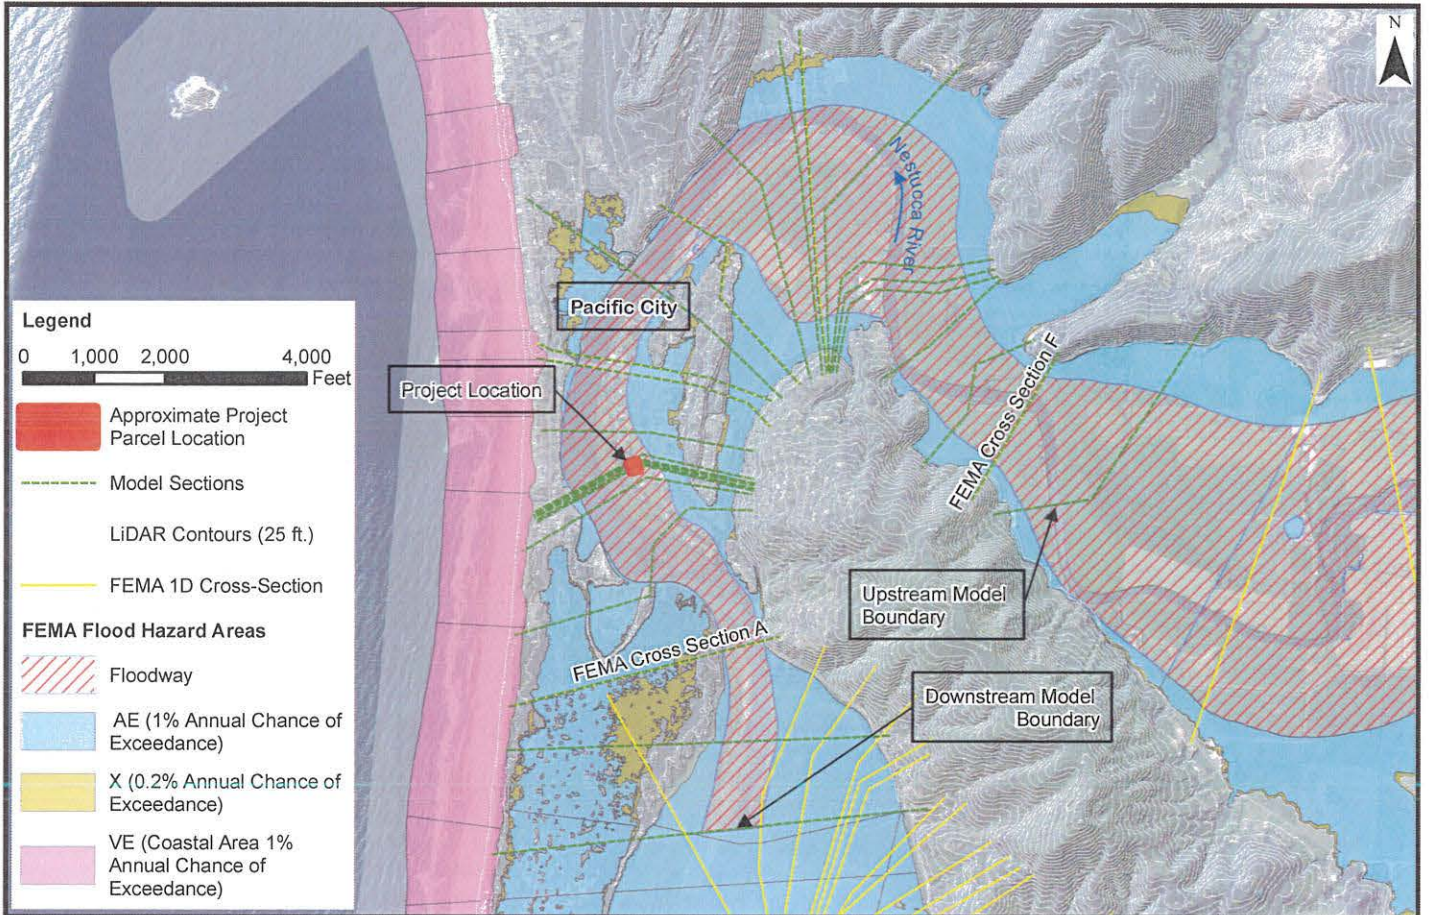 N
Nestucca River
Pacific City
Project Location
FEMA Cross Section F
Upstream Model
Boundary
FEMA Cross Section A
Downstream Model
Boundary
Legend
0 1,000 2,000 4,000
Feet
Approximate Project
Parcel Location
Model Sections
LiDAR Contours (25 ft.)
FEMA 1D Cross-Section
FEMA Flood Hazard Areas
Floodway
AE (1% Annual Chance of
Exceedance)
X (0.2% Annual Chance of
Exceedance)
VE (Coastal Area 1%
Annual Chance of
Exceedance)